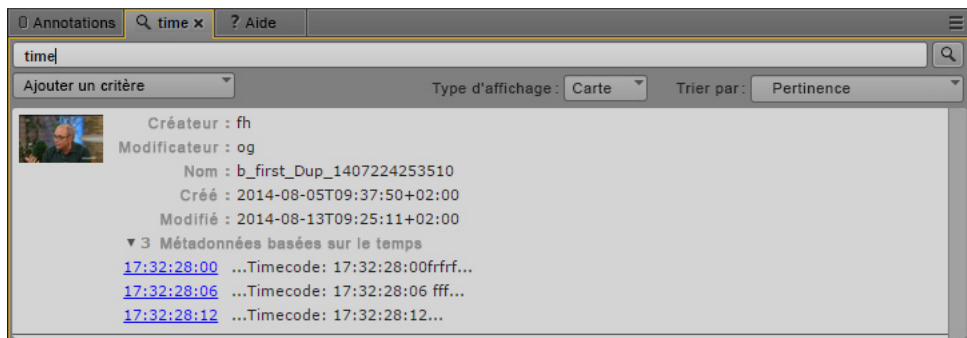 Annotations time x ? Aide
time
Ajouter un critère Type d'affichage : Carte Trier par : Pertinence
Créateur : fh
Modificateur : og
Nom : b_first_Dup_1407224253510
Créé : 2014-08-05T09:37:50+02:00
Modifié : 2014-08-13T09:25:11+02:00
▼ 3 Métadonnées basées sur le temps
17:32:28:00 ...Timecode: 17:32:28:00frfrf...
17:32:28:06 ...Timecode: 17:32:28:06 fff...
17:32:28:12 ...Timecode: 17:32:28:12...